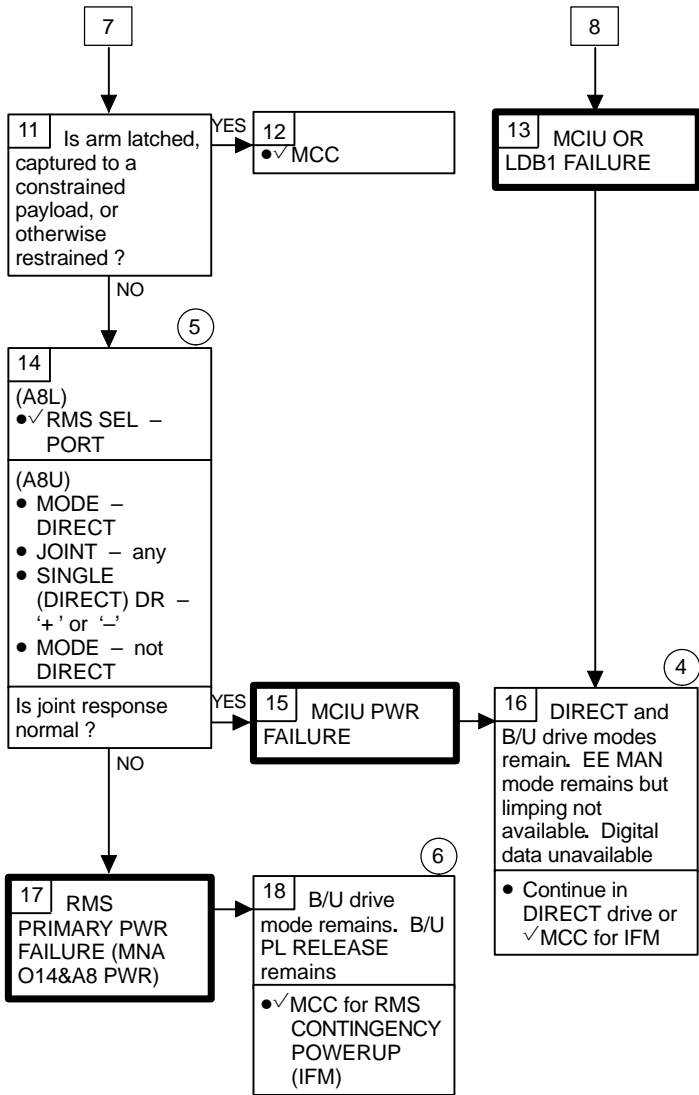 7
8
11 Is arm latched,
captured to a
constrained
payload, or
otherwise
restrained ?
YES
12
●√ MCC
13 MCIU OR
LDB1 FAILURE
NO
5
14
(A8L)
●√ RMS SEL –
PORT
(A8U)
● MODE –
DIRECT
● JOINT – any
● SINGLE
(DIRECT) DR –
‘+’ or ‘–’
● MODE – not
DIRECT
Is joint response
normal ?
YES
15 MCIU PWR
FAILURE
4
16 DIRECT and
B/U drive modes
remain. EE MAN
mode remains but
limping not
available. Digital
data unavailable
● Continue in
DIRECT drive or
√MCC for IFM
NO
17 RMS
PRIMARY PWR
FAILURE (MNA
O14&A8 PWR)
6
18 B/U drive
mode remains. B/U
PL RELEASE
remains
●√MCC for RMS
CONTINGENCY
POWERUP
(IFM)